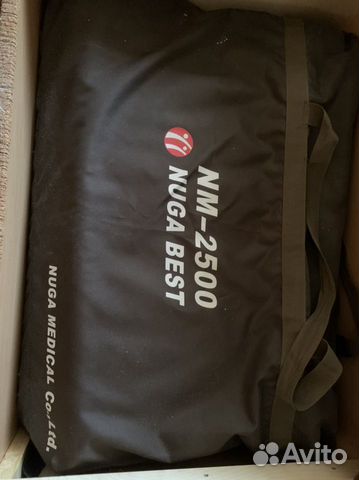 NM-2500
NUGA BEST
NUGA MEDICAL Co.,Ltd.
Avito